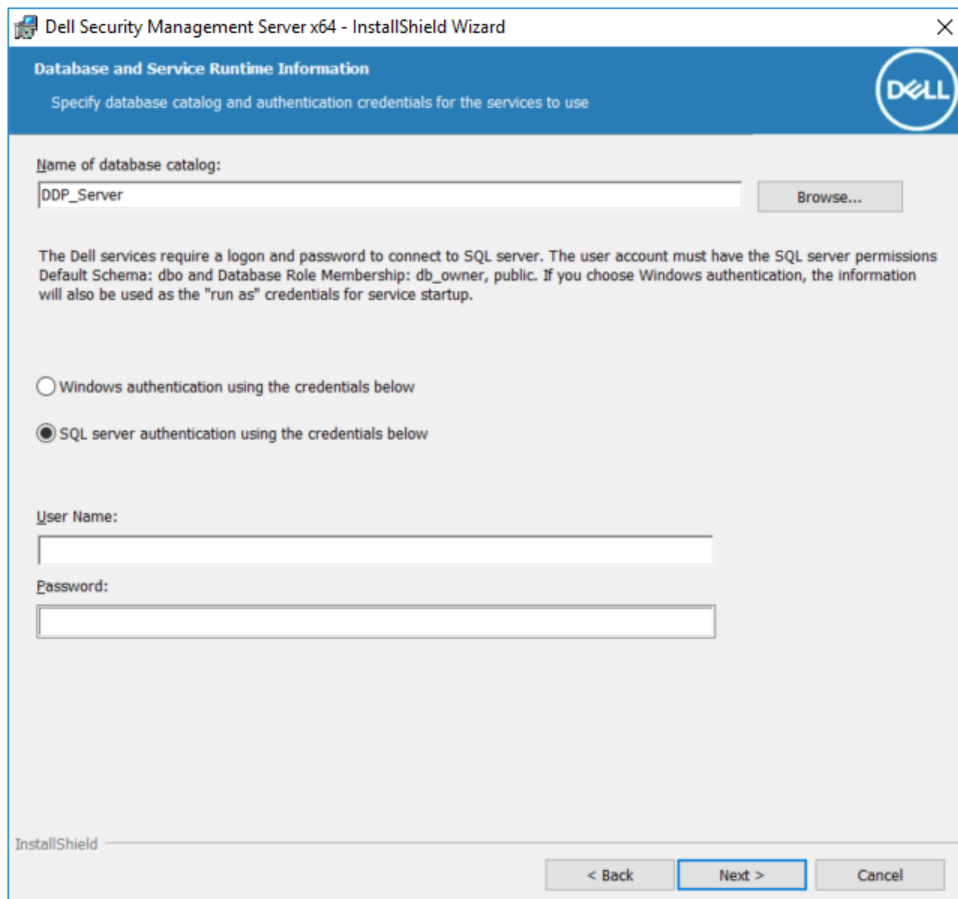 Dell Security Management Server x64 - InstallShield Wizard
Database and Service Runtime Information
Specify database catalog and authentication credentials for the services to use
DELL
Name of database catalog:
DDP_Server
Browse...
The Dell services require a logon and password to connect to SQL server. The user account must have the SQL server permissions
Default Schema: dbo and Database Role Membership: db_owner, public. If you choose Windows authentication, the information
will also be used as the "run as" credentials for service startup.
Windows authentication using the credentials below
SQL server authentication using the credentials below
User Name:
Password:
InstallShield
< Back
Next >
Cancel